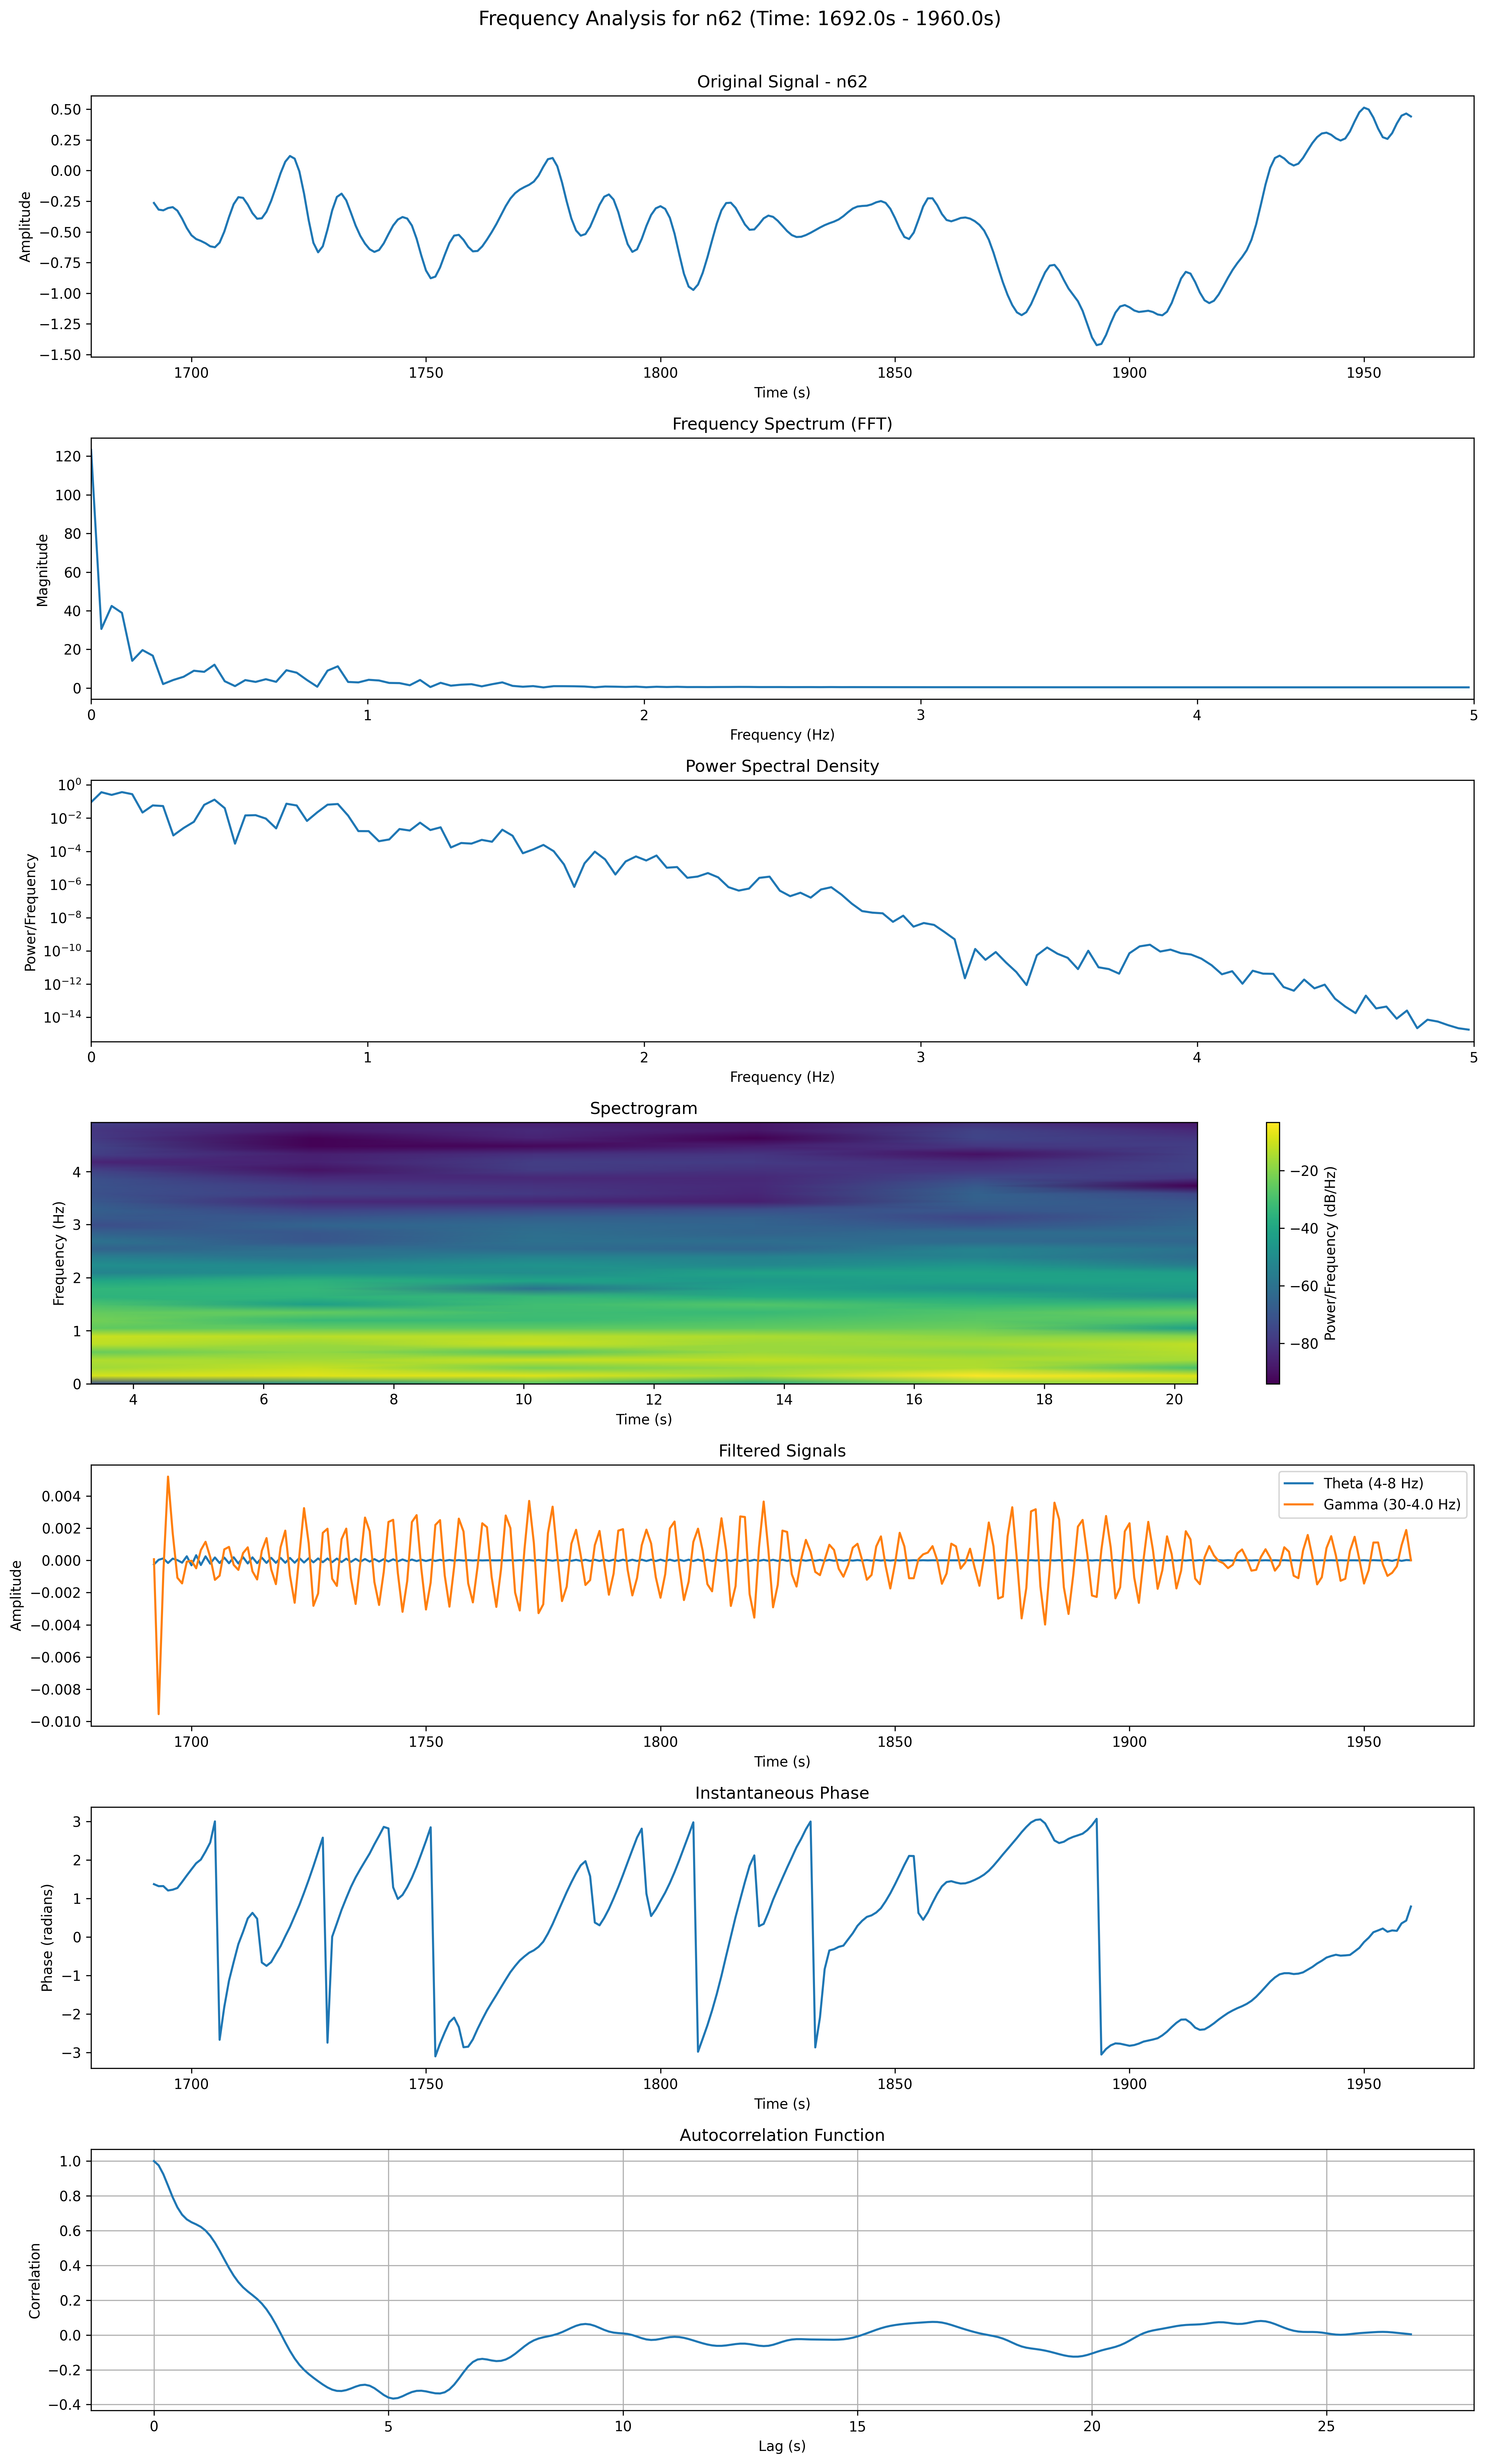 Frequency Analysis for n62 (Time: 1692.0s - 1960.0s)
Original Signal - n62
0.50
0.25
0.00
−0.25
−0.50
−0.75
−1.00
−1.25
−1.50
Amplitude
1700 1750 1800 1850 1900 1950
Time (s)
Frequency Spectrum (FFT)
120
100
80
60
40
20
0
Magnitude
0 1 2 3 4 5
Frequency (Hz)
Power Spectral Density
10⁰
10⁻²
10⁻⁴
10⁻⁶
10⁻⁸
10⁻¹⁰
10⁻¹²
10⁻¹⁴
Power/Frequency
0 1 2 3 4 5
Frequency (Hz)
Spectrogram
4
3
2
1
0
Frequency (Hz)
4 6 8 10 12 14 16 18 20
Time (s)
−20
−40
−60
−80
Power/Frequency (dB/Hz)
Filtered Signals
Theta (4-8 Hz)
Gamma (30-4.0 Hz)
0.004
0.002
0.000
−0.002
−0.004
−0.006
−0.008
−0.010
Amplitude
1700 1750 1800 1850 1900 1950
Time (s)
Instantaneous Phase
3
2
1
0
−1
−2
−3
Phase (radians)
1700 1750 1800 1850 1900 1950
Time (s)
Autocorrelation Function
1.0
0.8
0.6
0.4
0.2
0.0
−0.2
−0.4
Correlation
0 5 10 15 20 25
Lag (s)